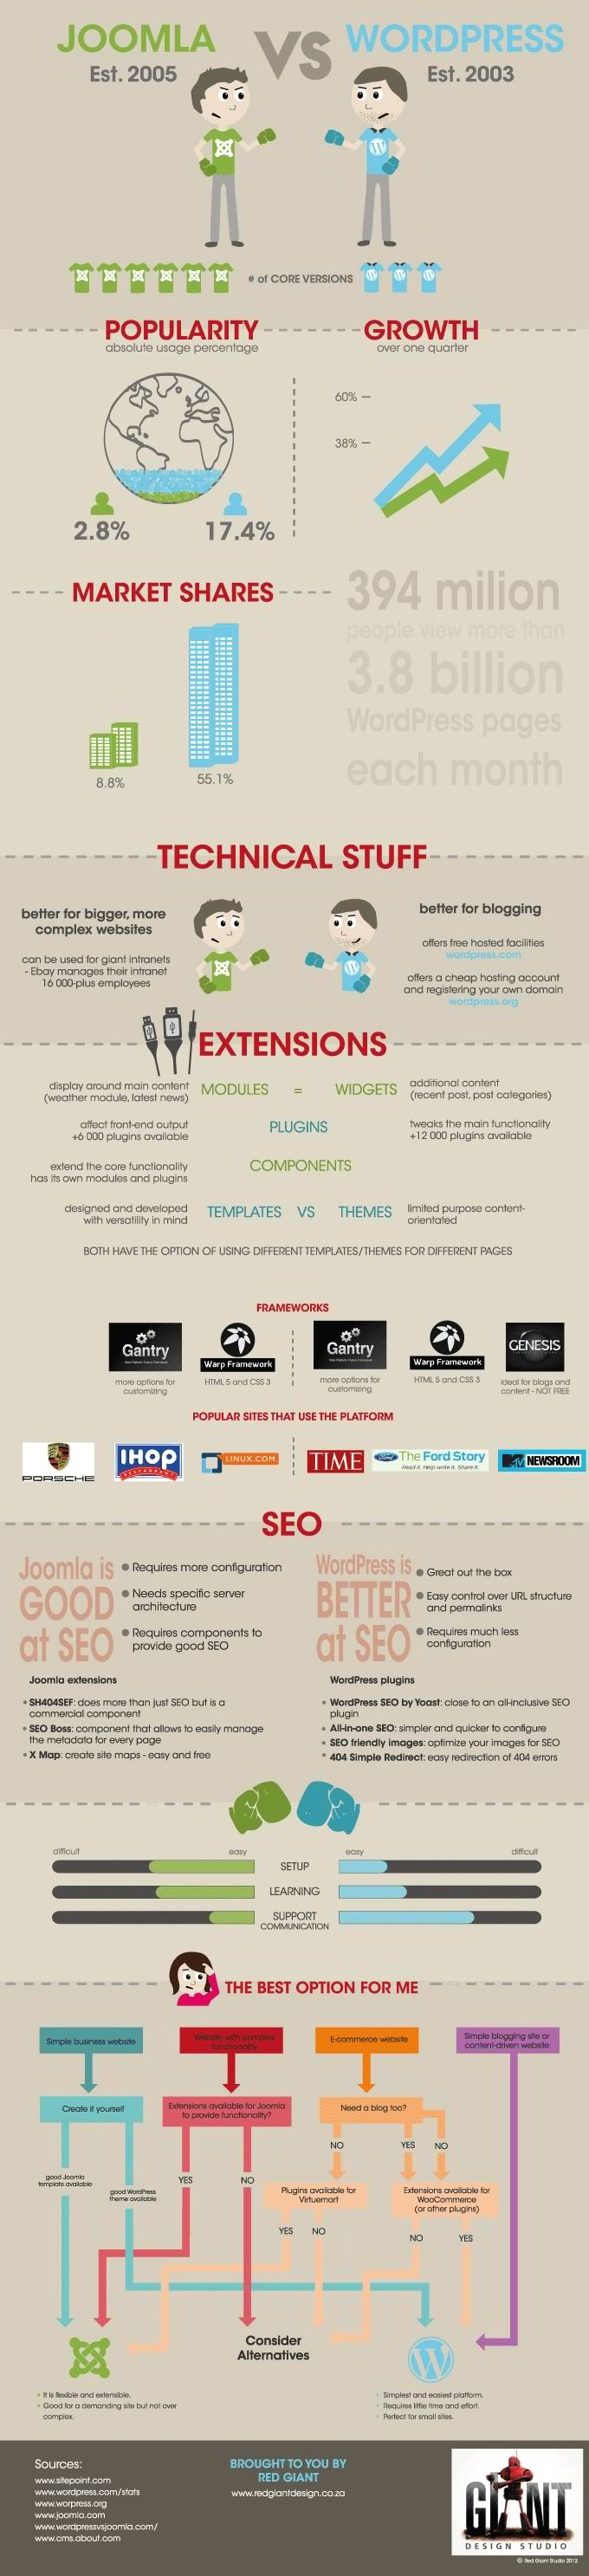 JOOMLA
VS
WORDPRESS
Est. 2005
Est. 2003
# of CORE VERSIONS
POPULARITY
absolute usage percentage
GROWTH
over one quarter
60%
38%
2.8%
17.4%
MARKET SHARES
8.8%
55.1%
394 milion
people view more than
3.8 billion
WordPress pages
each month
TECHNICAL STUFF
better for bigger, more
complex websites
can be used for giant intranets
- Ebay manages their intranet
16 000-plus employees
better for blogging
offers free hosted facilities
wordpress.com
offers a cheap hosting account
and registering your own domain
wordpress.org
EXTENSIONS
display around main content
(weather module, latest news)
MODULES = WIDGETS
additional content
(recent post, post categories)
affect front-end output
+6 000 plugins available
PLUGINS
tweaks the main functionality
+12 000 plugins available
extend the core functionality
has its own modules and plugins
COMPONENTS
designed and developed
with versatility in mind
TEMPLATES VS THEMES
limited purpose content-
orientated
BOTH HAVE THE OPTION OF USING DIFFERENT TEMPLATES/THEMES FOR DIFFERENT PAGES
FRAMEWORKS
Gantry
more options for
customizing
Warp Framework
HTML 5 and CSS 3
Gantry
more options for
customizing
Warp Framework
HTML 5 and CSS 3
GENESIS
ideal for blogs and
content - NOT FREE
POPULAR SITES THAT USE THE PLATFORM
PORSCHE
IHOP
RESTAURANT
LINUX.COM
TIME
Ford
The Ford Story
Read it. Help write it. Share it.
MTV NEWSROOM
SEO
Joomla is
GOOD
at SEO
Requires more configuration
Needs specific server
architecture
Requires components to
provide good SEO
WordPress is
BETTER
at SEO
Great out the box
Easy control over URL structure
and permalinks
Requires much less
configuration
Joomla extensions
SH404SEF: does more than just SEO but is a
commercial component
SEO Boss: component that allows to easily manage
the metadata for every page
X Map: create site maps - easy and free
WordPress plugins
WordPress SEO by Yoast: close to an all-inclusive SEO
plugin
All-in-one SEO: simpler and quicker to configure
SEO friendly images: optimize your images for SEO
404 Simple Redirect: easy redirection of 404 errors
difficult
easy
easy
difficult
SETUP
LEARNING
SUPPORT
COMMUNICATION
THE BEST OPTION FOR ME
Simple business website
Website with complex
functionality
E-commerce website
Simple blogging site or
content-driven website
Create it yourself
Extensions available for Joomla
to provide functionality?
Need a blog too?
NO
YES
NO
good Joomla
template available
good WordPress
theme available
YES
NO
Plugins available for
Virtuemart
Extensions available for
WooCommerce
(or other plugins)
YES
NO
NO
YES
Consider
Alternatives
It is flexible and extensible.
Good for a demanding site but not over
complex.
Simplest and easiest platform.
Requires little time and effort.
Perfect for small sites.
Sources:
www.sitepoint.com
www.wordpress.com/stats
www.worpress.org
www.joomla.com
www.wordpressvsjoomla.com/
www.cms.about.com
BROUGHT TO YOU BY
RED GIANT
www.redgiantdesign.co.za
GIANT
DESIGN STUDIO
© Red Giant Studio 2012